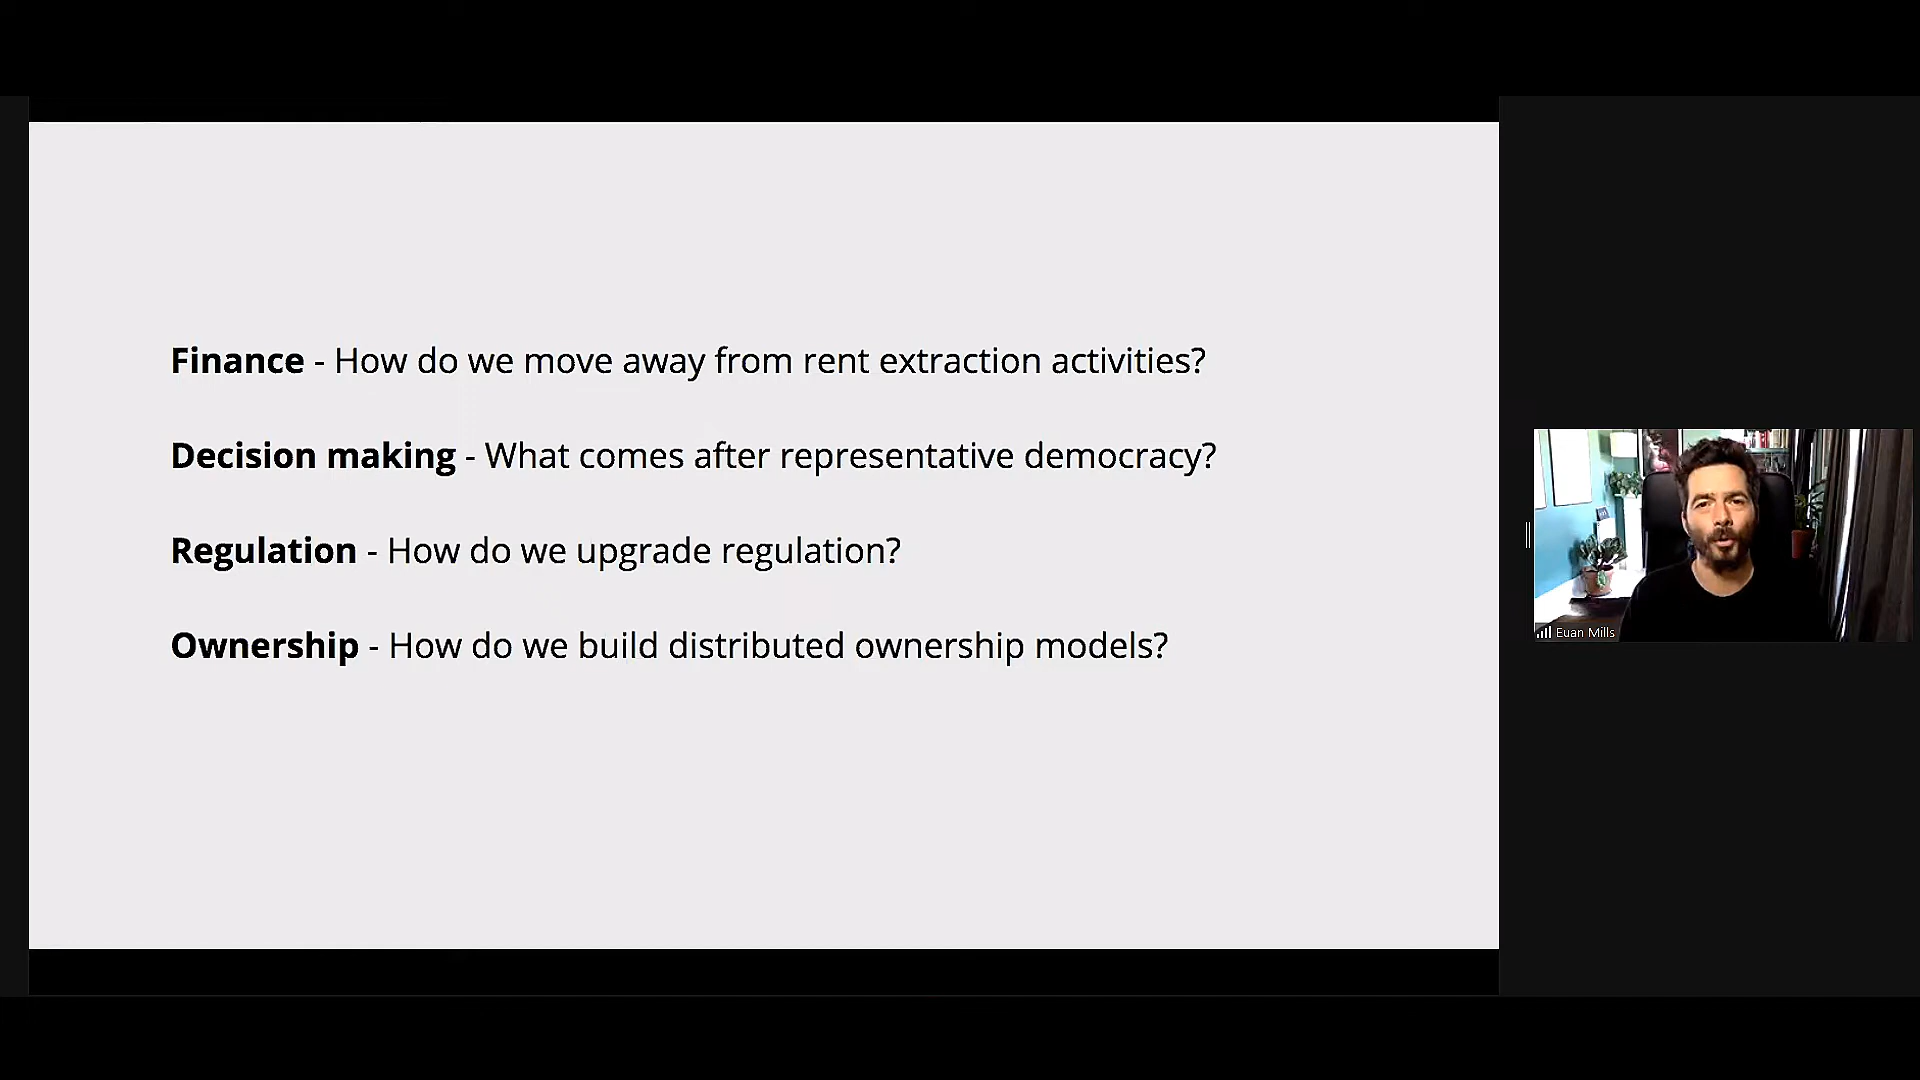 Finance - How do we move away from rent extraction activities?
Decision making - What comes after representative democracy?
Regulation - How do we upgrade regulation?
Ownership - How do we build distributed ownership models?
Euan Mills